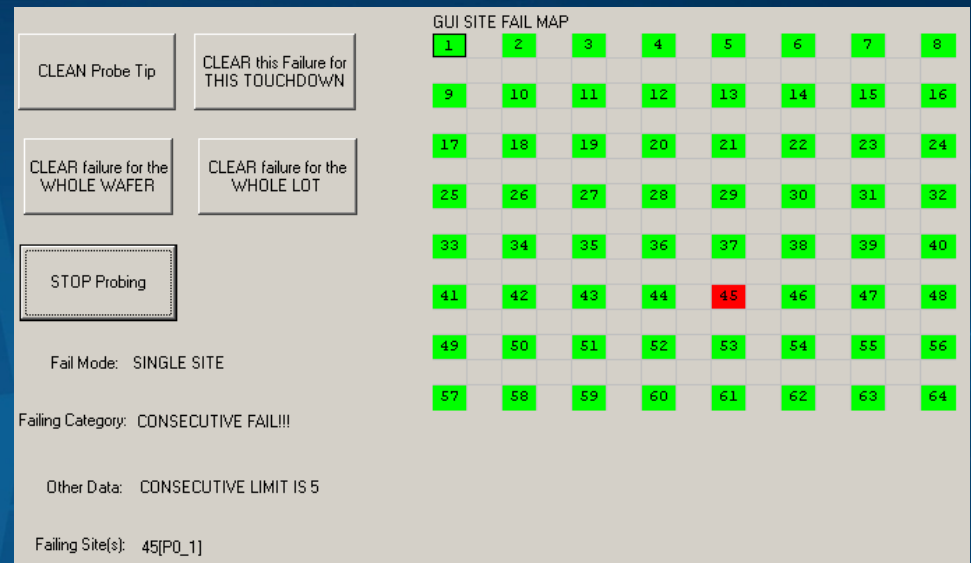 GUI SITE FAIL MAP
CLEAN Probe Tip
CLEAR this Failure for
THIS TOUCHDOWN
CLEAR failure for the
WHOLE WAFER
CLEAR failure for the
WHOLE LOT
STOP Probing
Fail Mode: SINGLE SITE
Failing Category: CONSECUTIVE FAIL!!!
Other Data: CONSECUTIVE LIMIT IS 5
Failing Site(s): 45[P0_1]
1 2 3 4 5 6 7 8
9 10 11 12 13 14 15 16
17 18 19 20 21 22 23 24
25 26 27 28 29 30 31 32
33 34 35 36 37 38 39 40
41 42 43 44 45 46 47 48
49 50 51 52 53 54 55 56
57 58 59 60 61 62 63 64